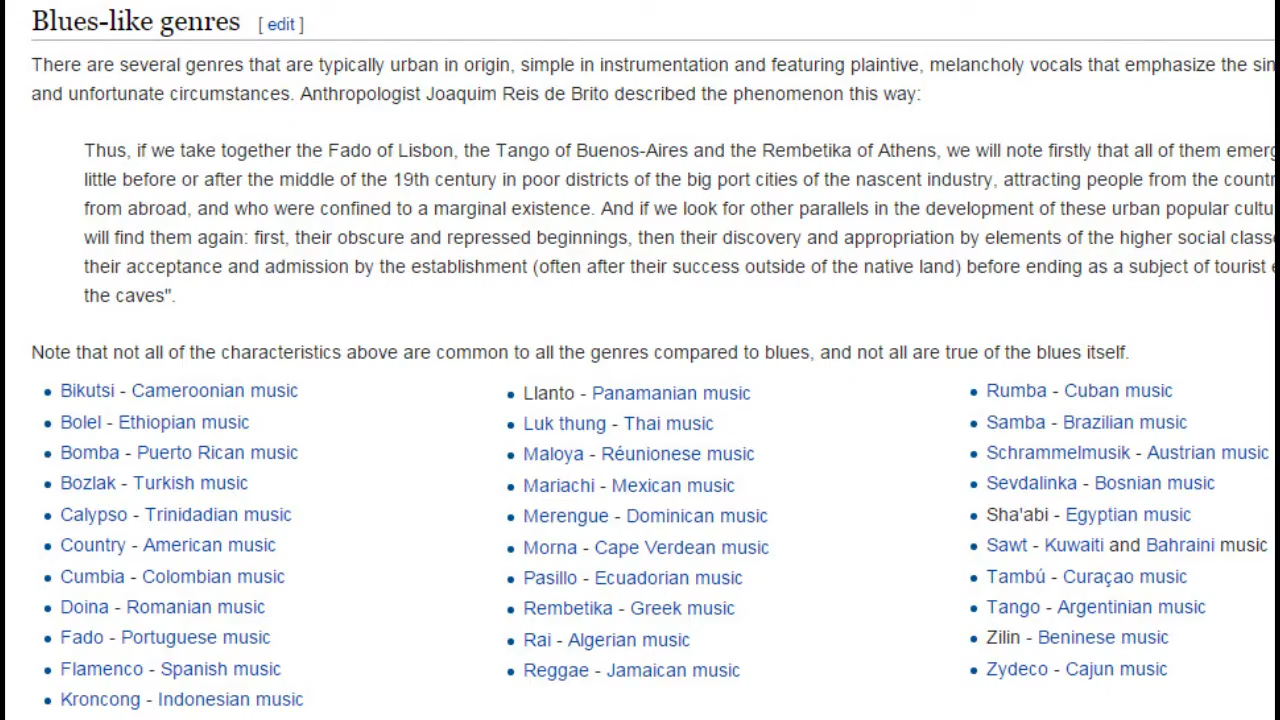 Blues-like genres [ edit ]
There are several genres that are typically urban in origin, simple in instrumentation and featuring plaintive, melancholy vocals that emphasize the
and unfortunate circumstances. Anthropologist Joaquim Reis de Brito described the phenomenon this way:
Thus, if we take together the Fado of Lisbon, the Tango of Buenos-Aires and the Rembetika of Athens, we will note firstly that all of them
little before or after the middle of the 19th century in poor districts of the big port cities of the nascent industry, attracting people from the
from abroad, and who were confined to a marginal existence. And if we look for other parallels in the development of these urban popular
will find them again: first, their obscure and repressed beginnings, then their discovery and appropriation by elements of the higher social
their acceptance and admission by the establishment (often after their success outside of the native land) before ending as a subject of tourist
the caves".
Note that not all of the characteristics above are common to all the genres compared to blues, and not all are true of the blues itself.
• Bikutsi - Cameroonian music
• Bolel - Ethiopian music
• Bomba - Puerto Rican music
• Bozlak - Turkish music
• Calypso - Trinidadian music
• Country - American music
• Cumbia - Colombian music
• Doina - Romanian music
• Fado - Portuguese music
• Flamenco - Spanish music
• Kroncong - Indonesian music
• Llanto - Panamanian music
• Luk thung - Thai music
• Maloya - Réunionese music
• Mariachi - Mexican music
• Merengue - Dominican music
• Morna - Cape Verdean music
• Pasillo - Ecuadorian music
• Rembetika - Greek music
• Rai - Algerian music
• Reggae - Jamaican music
• Rumba - Cuban music
• Samba - Brazilian music
• Schrammelmusik - Austrian music
• Sevdalinka - Bosnian music
• Sha'abi - Egyptian music
• Sawt - Kuwaiti and Bahraini music
• Tambú - Curaçao music
• Tango - Argentinian music
• Zilin - Beninese music
• Zydeco - Cajun music